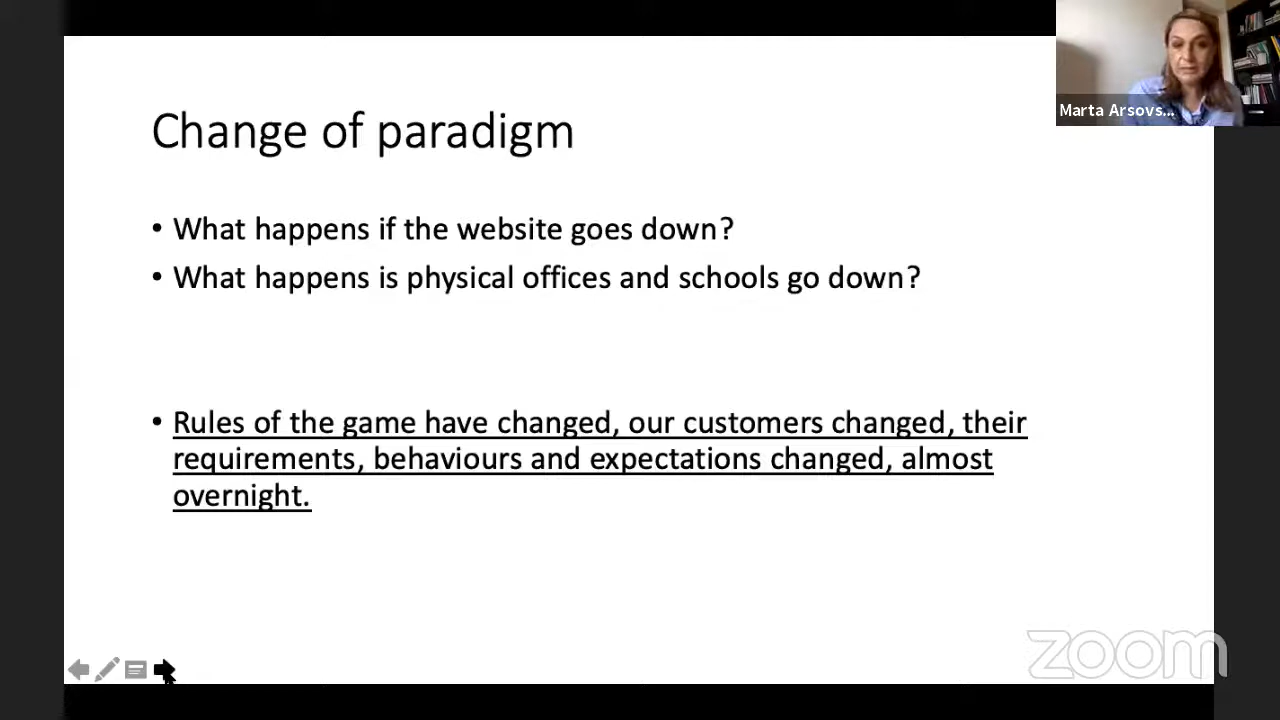 Marta Arsovs...
Change of paradigm
• What happens if the website goes down?
• What happens is physical offices and schools go down?
• Rules of the game have changed, our customers changed, their
requirements, behaviours and expectations changed, almost
overnight.
zoom